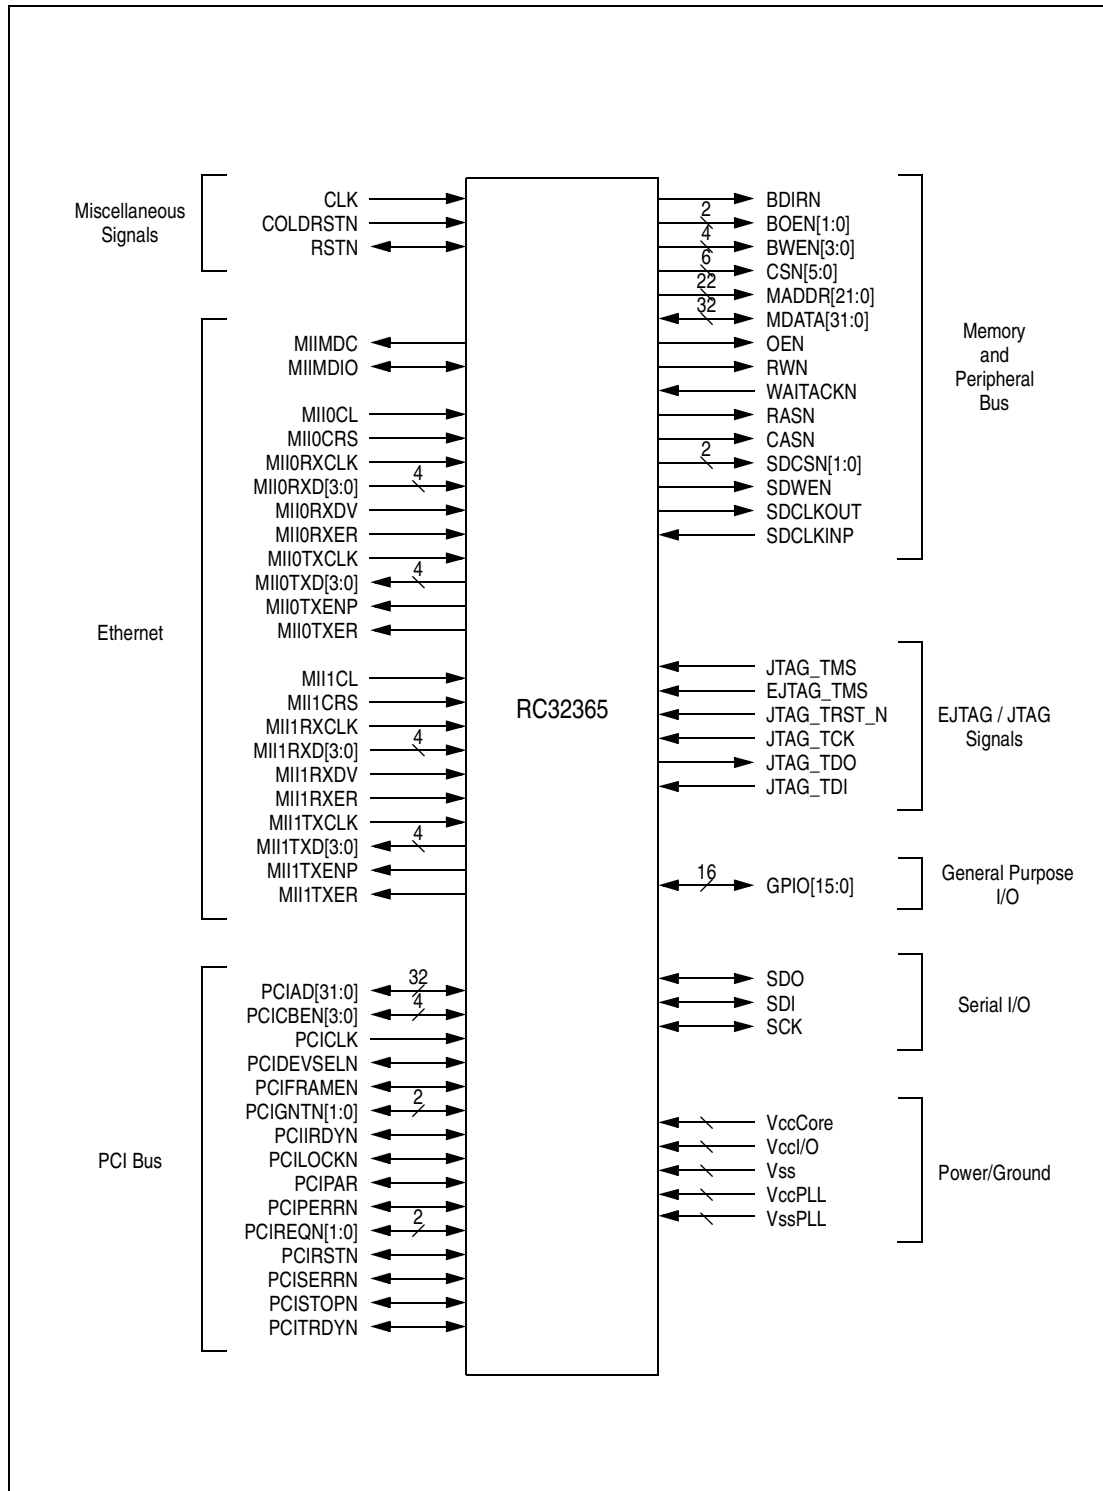 Miscellaneous
Signals
CLK
COLDRSTN
RSTN
Ethernet
MIIMDC
MIIMDIO
MII0CL
MII0CRS
MII0RXCLK
MII0RXD[3:0]
4
MII0RXDV
MII0RXER
MII0TXCLK
MII0TXD[3:0]
4
MII0TXENP
MII0TXER
MII1CL
MII1CRS
MII1RXCLK
MII1RXD[3:0]
4
MII1RXDV
MII1RXER
MII1TXCLK
MII1TXD[3:0]
4
MII1TXENP
MII1TXER
PCI Bus
PCIAD[31:0]
32
PCICBEN[3:0]
4
PCICLK
PCIDEVSELN
PCIFRAMEN
PCIGNTN[1:0]
2
PCIIRDYN
PCILOCKN
PCIPAR
PCIPERRN
PCIREQN[1:0]
2
PCIRSTN
PCISERRN
PCISTOPN
PCITRDYN
RC32365
BDIRN
2
BOEN[1:0]
4
BWEN[3:0]
6
CSN[5:0]
22
MADDR[21:0]
32
MDATA[31:0]
OEN
RWN
WAITACKN
RASN
CASN
2
SDCSN[1:0]
SDWEN
SDCLKOUT
SDCLKINP
Memory
and
Peripheral
Bus
JTAG_TMS
EJTAG_TMS
JTAG_TRST_N
JTAG_TCK
JTAG_TDO
JTAG_TDI
EJTAG / JTAG
Signals
16
GPIO[15:0]
General Purpose
I/O
SDO
SDI
SCK
Serial I/O
VccCore
VccI/O
Vss
VccPLL
VssPLL
Power/Ground